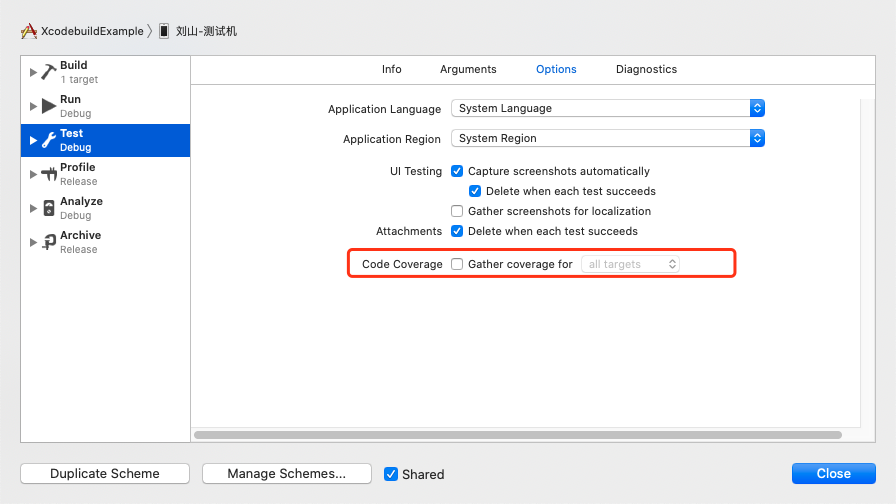 XcodebuildExample 刘山-测试机
Build
1 target
Run
Debug
Test
Debug
Profile
Release
Analyze
Debug
Archive
Release
Info Arguments Options Diagnostics
Application Language System Language
Application Region System Region
UI Testing Capture screenshots automatically
Delete when each test succeeds
Gather screenshots for localization
Attachments Delete when each test succeeds
Code Coverage Gather coverage for all targets
Duplicate Scheme Manage Schemes... Shared Close